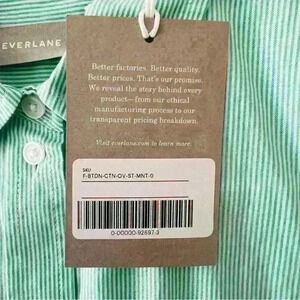 EVERLANE
Better factories. Better quality.
Better prices. That's our promise.
We reveal the story behind every
product—from our ethical
manufacturing process to our
transparent pricing breakdown.
Visit everlane.com to learn more.
SKU
F-BTDN-CTN-OV-ST-MNT-0
0-00000-92697-3